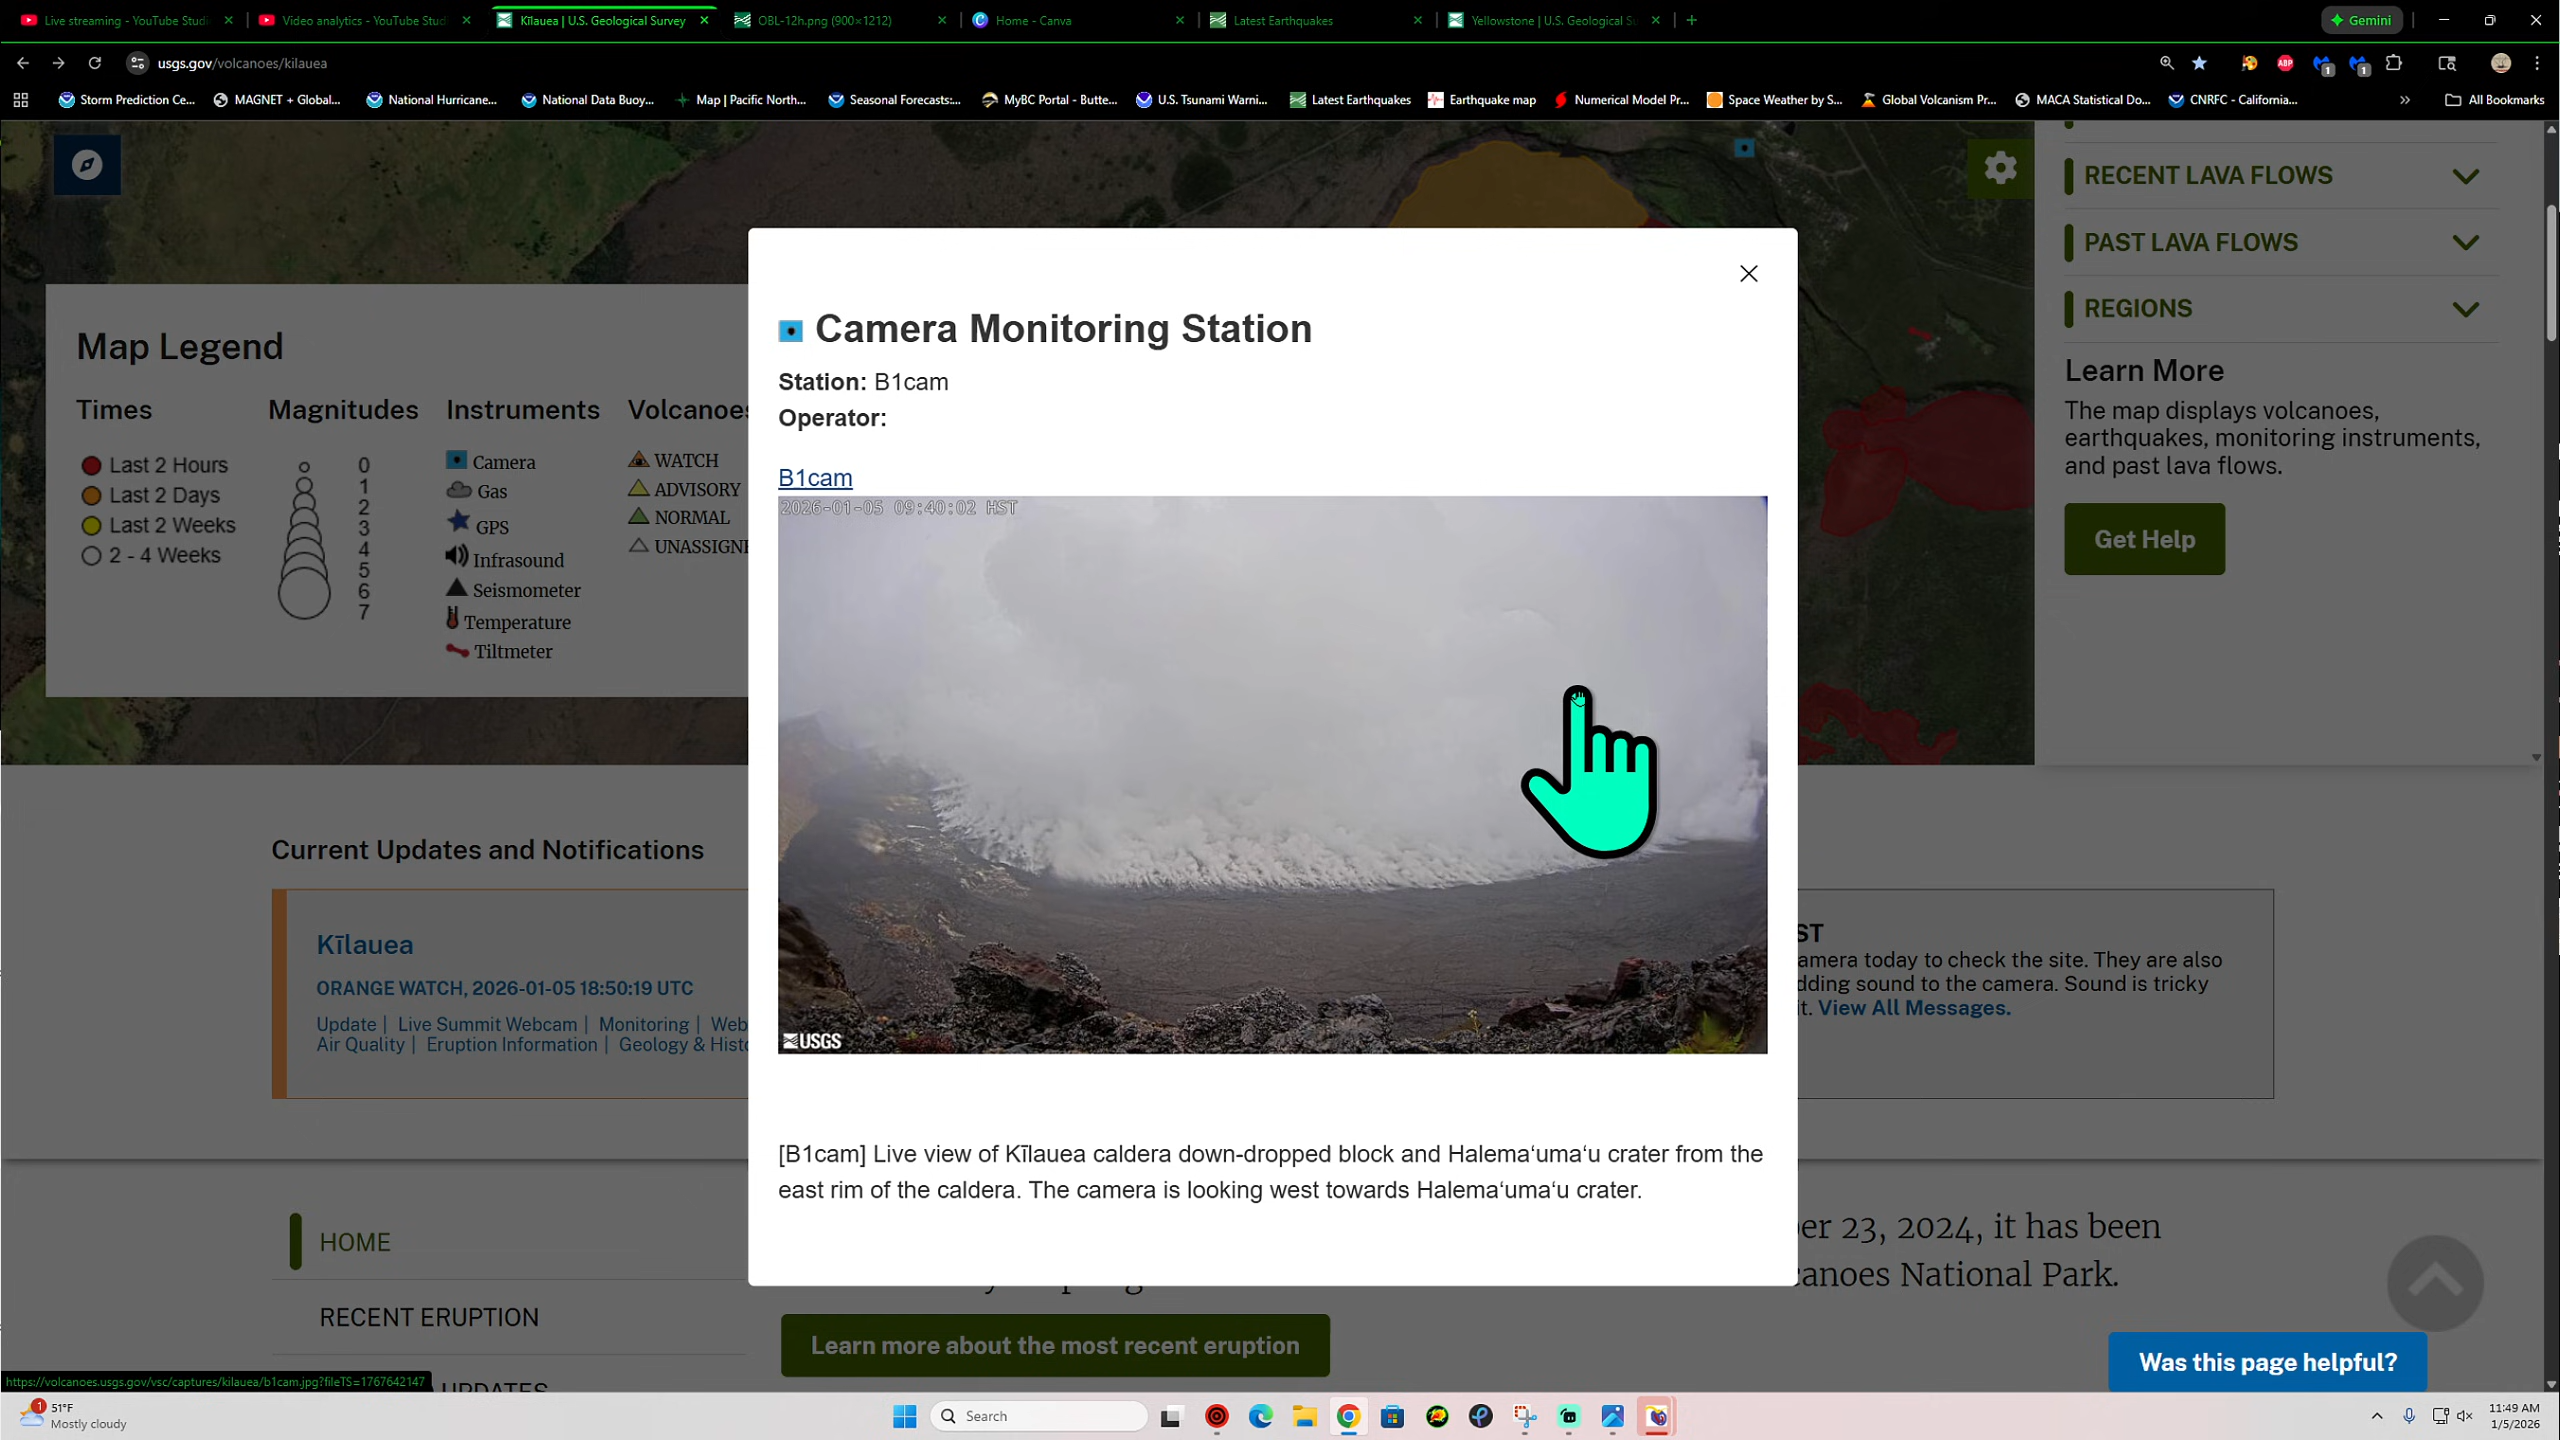 Live streaming - YouTube Studi
Video analytics - YouTube Studi
Kīlauea | U.S. Geological Survey
OBL-12h.png (900×1212)
Home - Canva
Latest Earthquakes
Yellowstone | U.S. Geological Su
Gemini
usgs.gov/volcanoes/kilauea
ABP
1
1
Storm Prediction Ce...
MAGNET + Global...
National Hurricane...
National Data Buoy...
Map | Pacific North...
Seasonal Forecasts:...
MyBC Portal - Butte...
U.S. Tsunami Warni...
Latest Earthquakes
Earthquake map
Numerical Model Pr...
Space Weather by S...
Global Volcanism Pr...
MACA Statistical Do...
CNRFC - California...
All Bookmarks
Map Legend
Times
Last 2 Hours
Last 2 Days
Last 2 Weeks
2 - 4 Weeks
Magnitudes
0
1
2
3
4
5
6
7
Instruments
Camera
Gas
GPS
Infrasound
Seismometer
Temperature
Tiltmeter
Volcanoes
WATCH
ADVISORY
NORMAL
UNASSIGNE
Camera Monitoring Station
Station: B1cam
Operator:
B1cam
2026-01-05 09:40:02 HST
USGS
[B1cam] Live view of Kīlauea caldera down-dropped block and Halemaʻumaʻu crater from the
east rim of the caldera. The camera is looking west towards Halemaʻumaʻu crater.
RECENT LAVA FLOWS
PAST LAVA FLOWS
REGIONS
Learn More
The map displays volcanoes,
earthquakes, monitoring instruments,
and past lava flows.
Get Help
Current Updates and Notifications
Kīlauea
ORANGE WATCH, 2026-01-05 18:50:19 UTC
Update | Live Summit Webcam | Monitoring | Web
Air Quality | Eruption Information | Geology & Histo
ST
amera today to check the site. They are also
dding sound to the camera. Sound is tricky
it. View All Messages.
HOME
RECENT ERUPTION
UPDATES
er 23, 2024, it has been
canoes National Park.
Learn more about the most recent eruption
Was this page helpful?
https://volcanoes.usgs.gov/vsc/captures/kilauea/b1cam.jpg?fileTS=1767642147
1
51°F
Mostly cloudy
Search
11:49 AM
1/5/2026